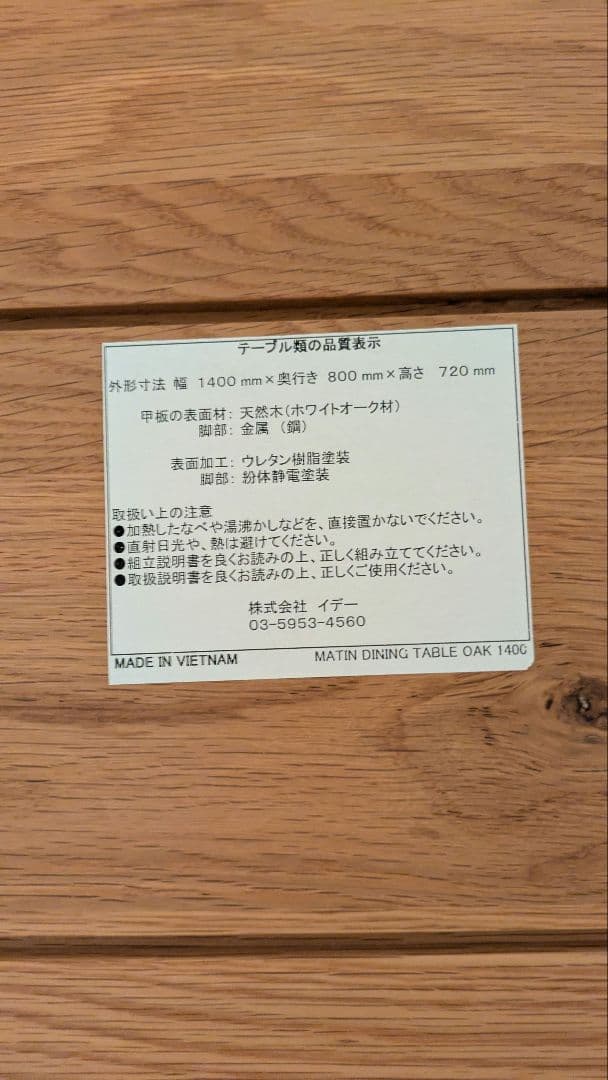 テーブル類の品質表示
外形寸法 幅 1400 mm×奥行き 800 mm×高さ 720 mm
甲板の表面材: 天然木(ホワイトオーク材)
脚部: 金属 (鋼)
表面加工: ウレタン樹脂塗装
脚部: 紛体静電塗装
取扱い上の注意
●加熱したなべや湯沸かしなどを、直接置かないでください。
●直射日光や、熱は避けてください。
●組立説明書を良くお読みの上、正しく組み立ててください。
●取扱説明書を良くお読みの上、正しくご使用ください。
株式会社 イデー
03-5953-4560
MADE IN VIETNAM MATIN DINING TABLE OAK 1400